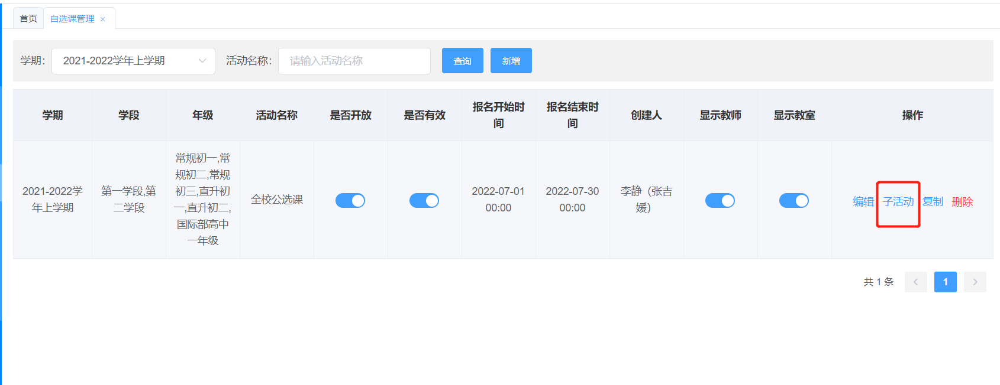 首页 自选课管理 ×
学期： 2021-2022学年上学期 活动名称： 请输入活动名称 查询 新增
学期 学段 年级 活动名称 是否开放 是否有效 报名开始时间 报名结束时间 创建人 显示教师 显示教室 操作
2021-2022学
年上学期
第一学段,第
二学段
常规初一,常
规初二,常规
初三,直升初
一,直升初二,
国际部高中
一年级
全校公选课
2022-07-01
00:00
2022-07-30
00:00
李静（张吉
媛）
编辑 子活动 复制 删除
共 1 条 1